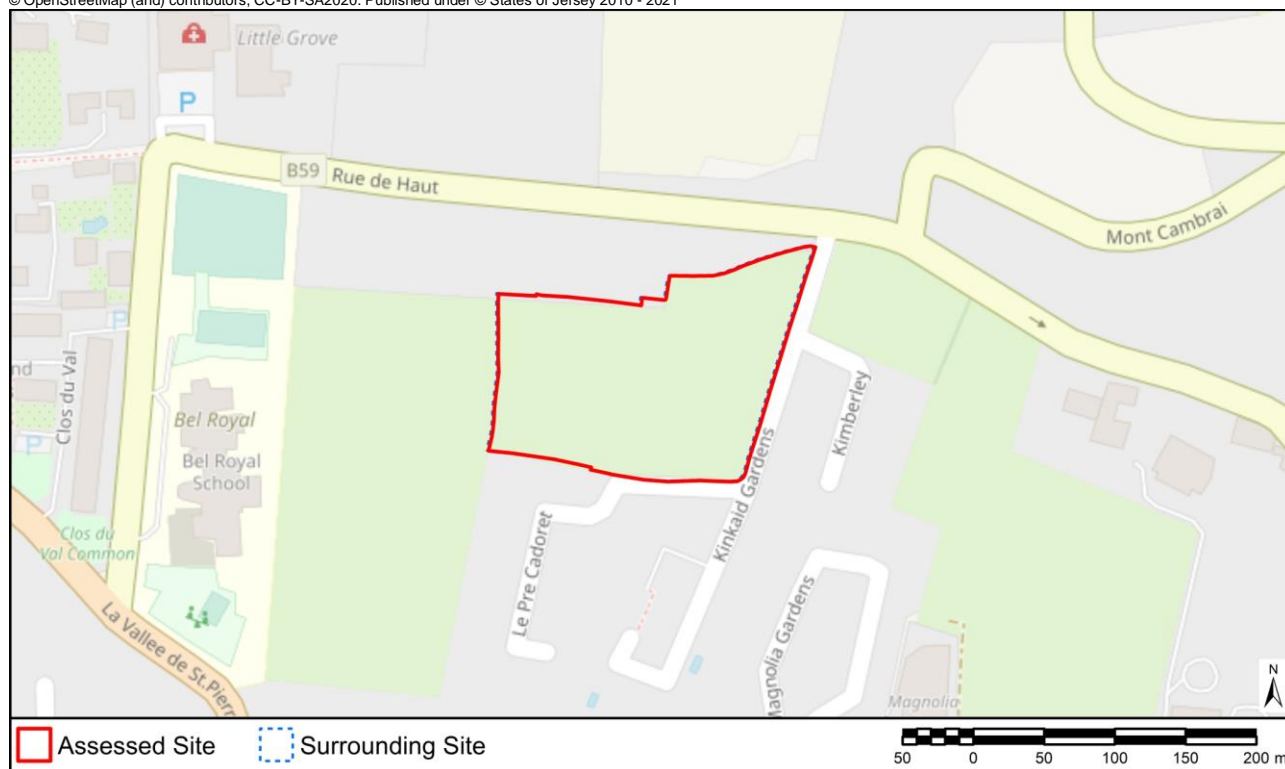 © OpenStreetMap (and) contributors, CC-BY-SA2020. Published under © States of Jersey 2010 - 2021
Little Grove
P
B59
Rue de Haut
Mont Cambrai
Clos du Val
P
nd
P
Bel Royal
Bel Royal
School
Kimberley
Kinkaid Gardens
Le Pre Cadoret
Clos du
Val Common
La Vallee de St.Pierr
Magnolia Gardens
Magnolia
N
Assessed Site
Surrounding Site
50 0 50 100 150 200 m